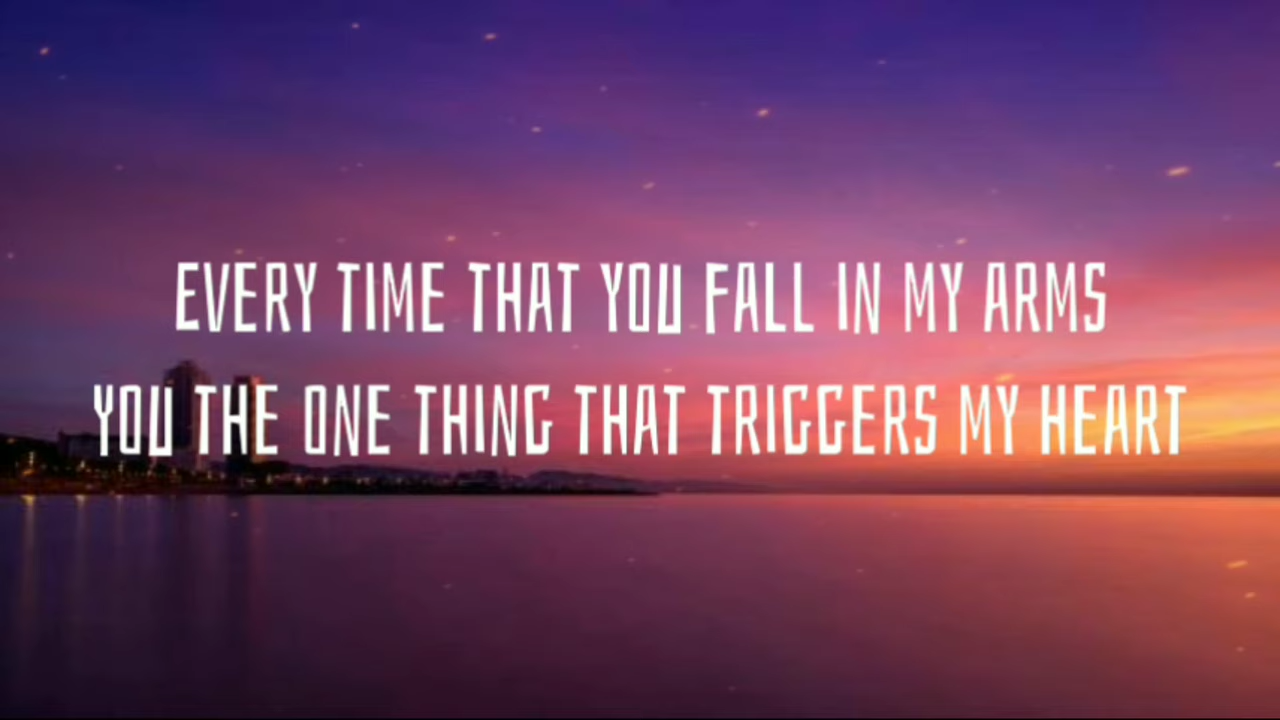 EVERY TIME THAT YOU FALL IN MY ARMS
YOU THE ONE THING THAT TRIGGERS MY HEART